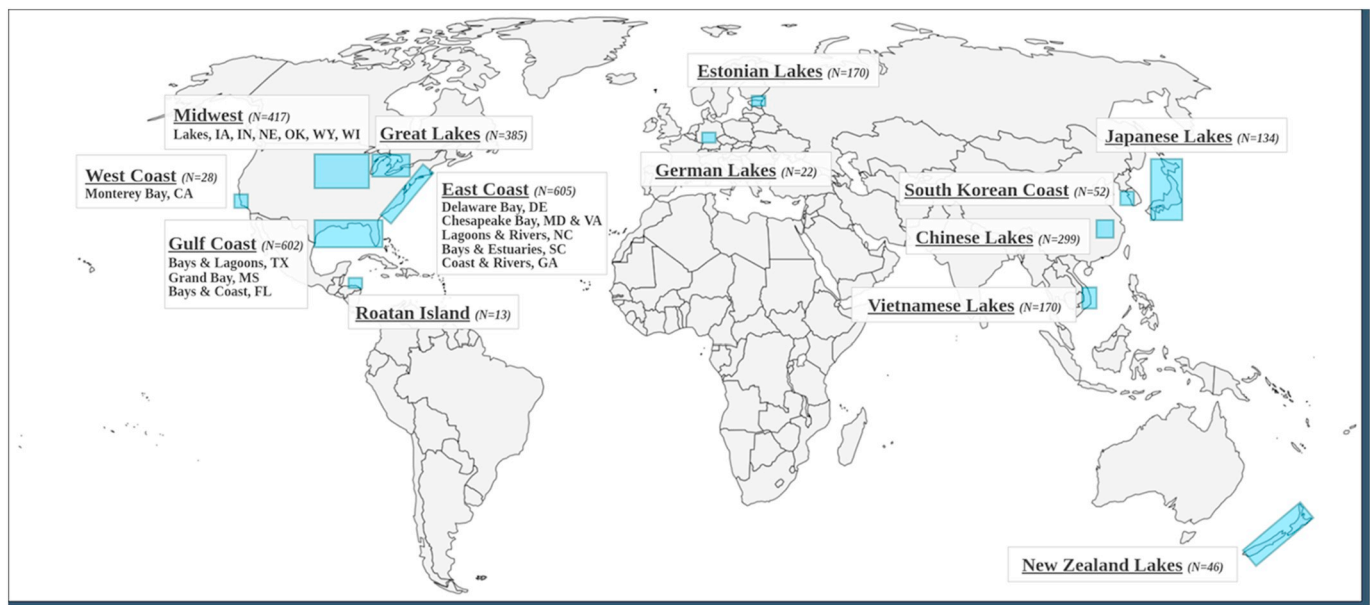 Estonian Lakes (N=170)
Midwest (N=417)
Lakes, IA, IN, NE, OK, WY, WI
Great Lakes (N=385)
Japanese Lakes (N=134)
West Coast (N=28)
Monterey Bay, CA
German Lakes (N=22)
East Coast (N=605)
Delaware Bay, DE
Chesapeake Bay, MD & VA
Lagoons & Rivers, NC
Bays & Estuaries, SC
Coast & Rivers, GA
South Korean Coast (N=52)
Gulf Coast (N=602)
Bays & Lagoons, TX
Grand Bay, MS
Bays & Coast, FL
Chinese Lakes (N=299)
Roatan Island (N=13)
Vietnamese Lakes (N=170)
New Zealand Lakes (N=46)